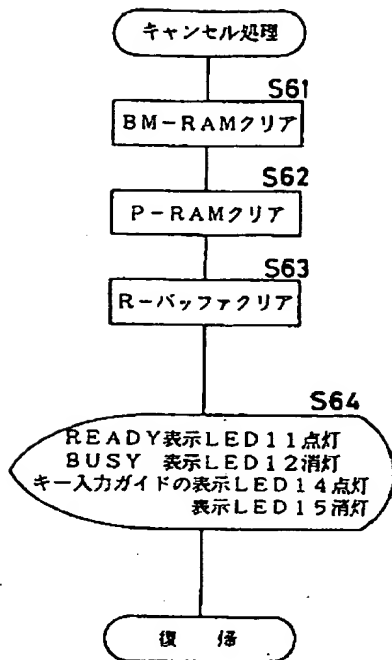 キャンセル処理
S61
BM-RAMクリア
S62
P-RAMクリア
S63
R-バッファクリア
S64
READY表示LED11点灯
BUSY 表示LED12消灯
キー入力ガイドの表示LED14点灯
表示LED15消灯
復 帰